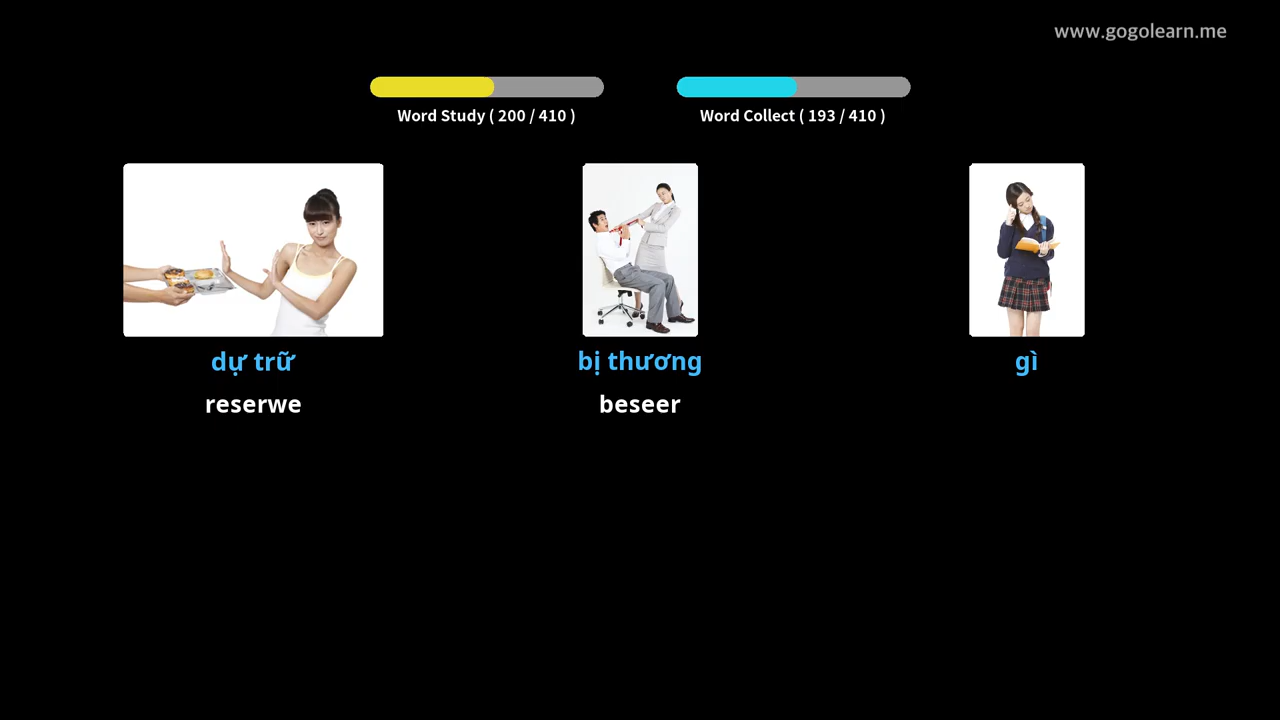 www.gogolearn.me
Word Study ( 200 / 410 )
Word Collect ( 193 / 410 )
dự trữ
reserwe
bị thương
beseer
gì